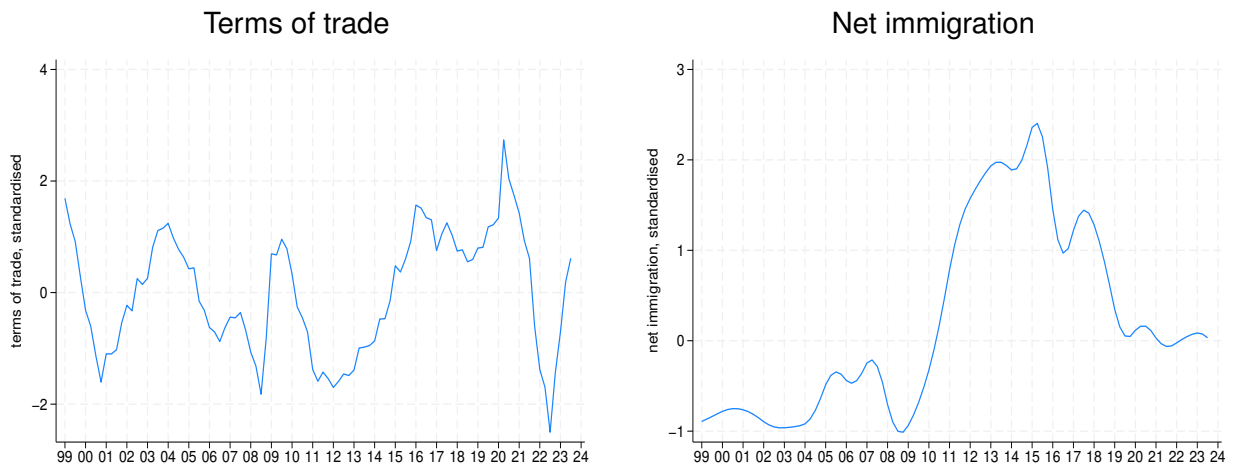 Terms of trade
terms of trade, standardised
4
2
0
−2
99 00 01 02 03 04 05 06 07 08 09 10 11 12 13 14 15 16 17 18 19 20 21 22 23 24
Net immigration
net immigration, standardised
3
2
1
0
−1
99 00 01 02 03 04 05 06 07 08 09 10 11 12 13 14 15 16 17 18 19 20 21 22 23 24